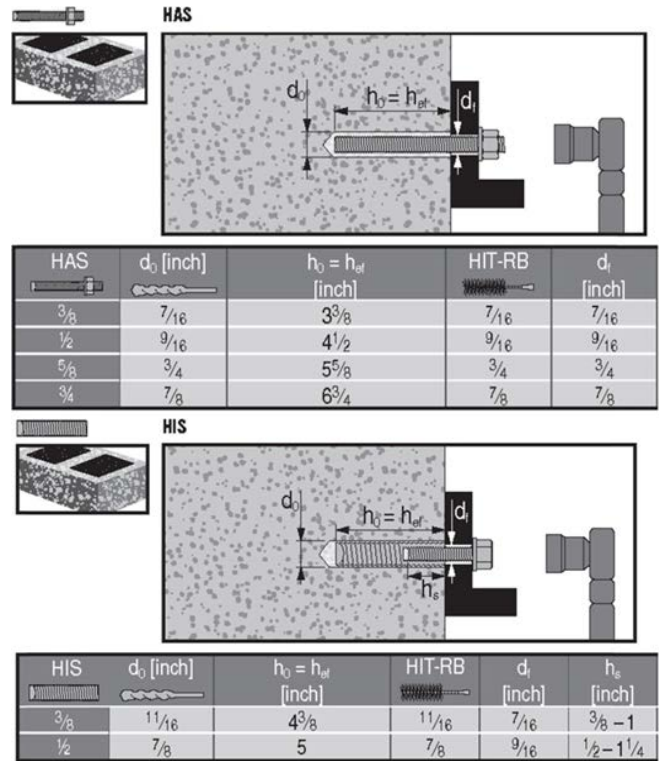 HAS
d₀ h₀ = hef df
HAS d₀ [inch] h₀ = hef [inch] HIT-RB df [inch]
3/8 7/16 3 3/8 7/16 7/16
1/2 9/16 4 1/2 9/16 9/16
5/8 3/4 5 5/8 3/4 3/4
3/4 7/8 6 3/4 7/8 7/8
HIS
d₀ h₀ = hef df
hs
HIS d₀ [inch] h₀ = hef [inch] HIT-RB df [inch] hs [inch]
3/8 11/16 4 3/8 11/16 7/16 3/8 – 1
1/2 7/8 5 7/8 9/16 1/2 – 1 1/4